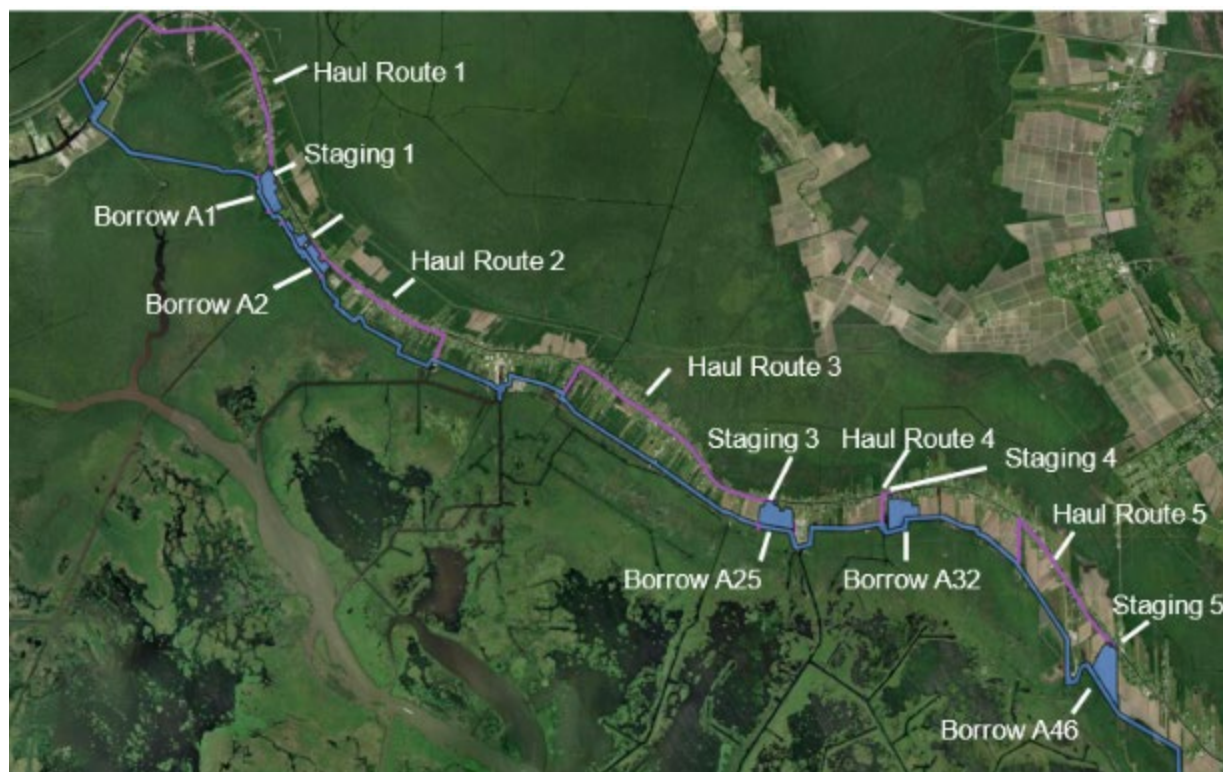 Haul Route 1
Staging 1
Borrow A1
Haul Route 2
Borrow A2
Haul Route 3
Staging 3
Haul Route 4
Staging 4
Haul Route 5
Borrow A25
Borrow A32
Staging 5
Borrow A46